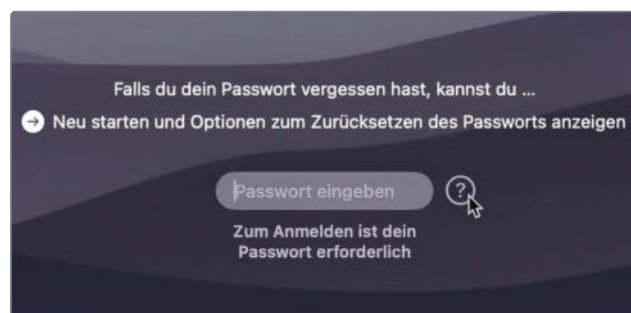 Falls du dein Passwort vergessen hast, kannst du ...
Neu starten und Optionen zum Zurücksetzen des Passworts anzeigen
Passwort eingeben
Zum Anmelden ist dein
Passwort erforderlich